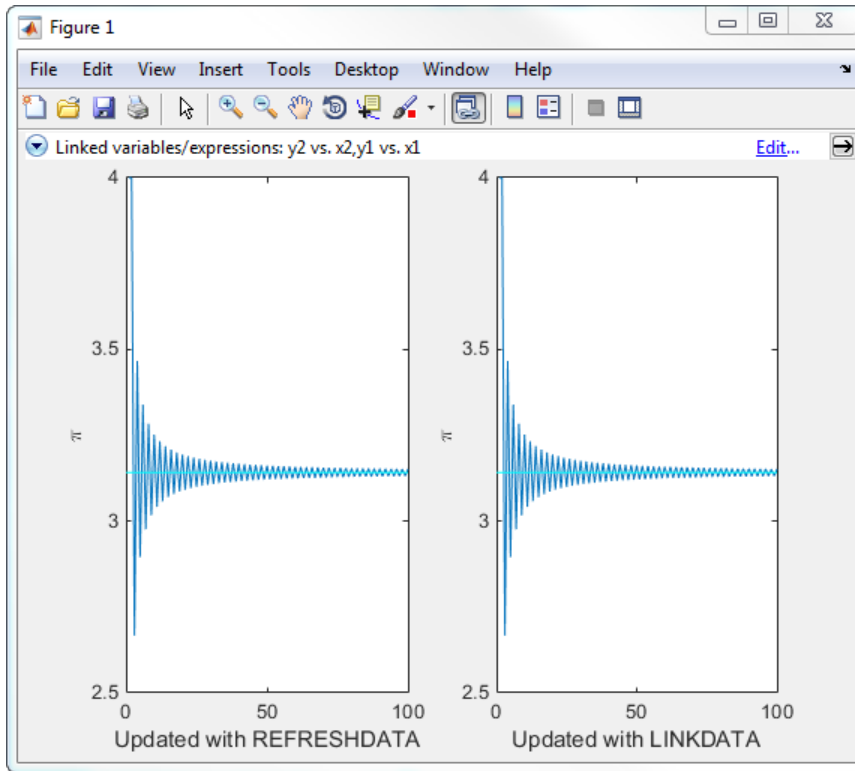 Figure 1
File Edit View Insert Tools Desktop Window Help
Linked variables/expressions: y2 vs. x2,y1 vs. x1 Edit...
4 4
3.5 3.5
π π
3 3
2.5 2.5
0 50 100 0 50 100
Updated with REFRESHDATA Updated with LINKDATA